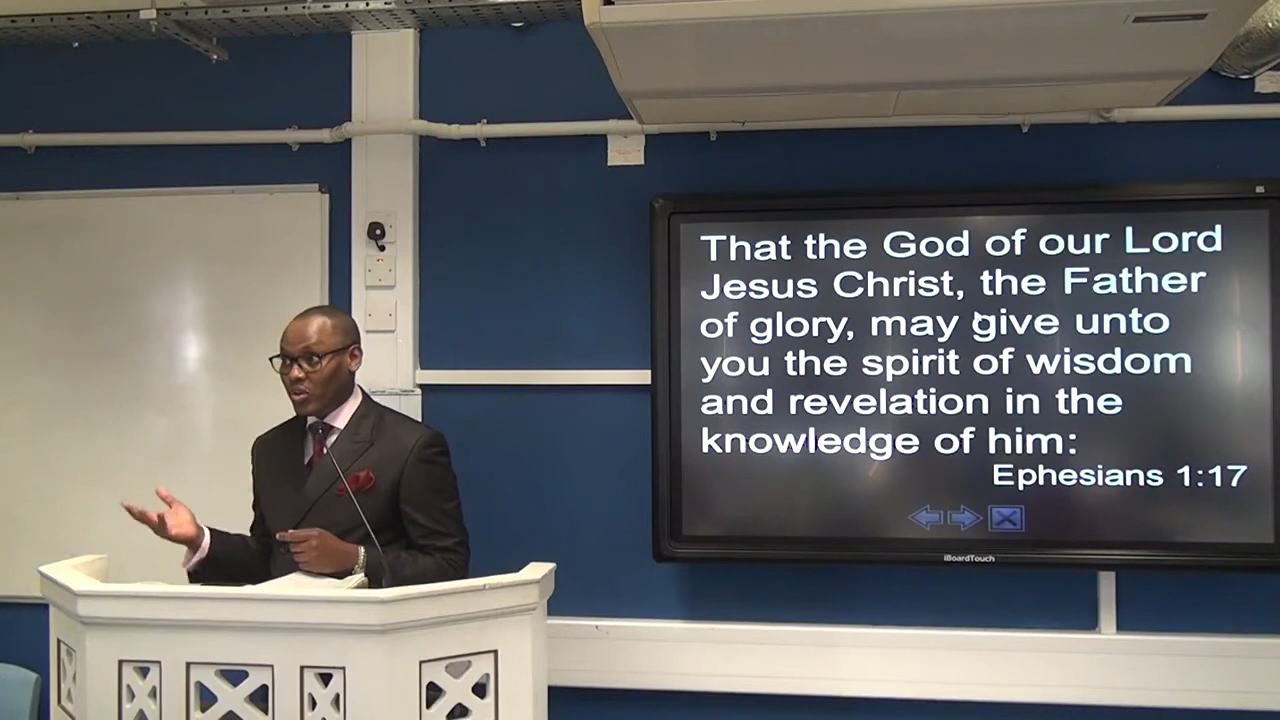 That the God of our Lord
Jesus Christ, the Father
of glory, may give unto
you the spirit of wisdom
and revelation in the
knowledge of him:
Ephesians 1:17
iBoardTouch